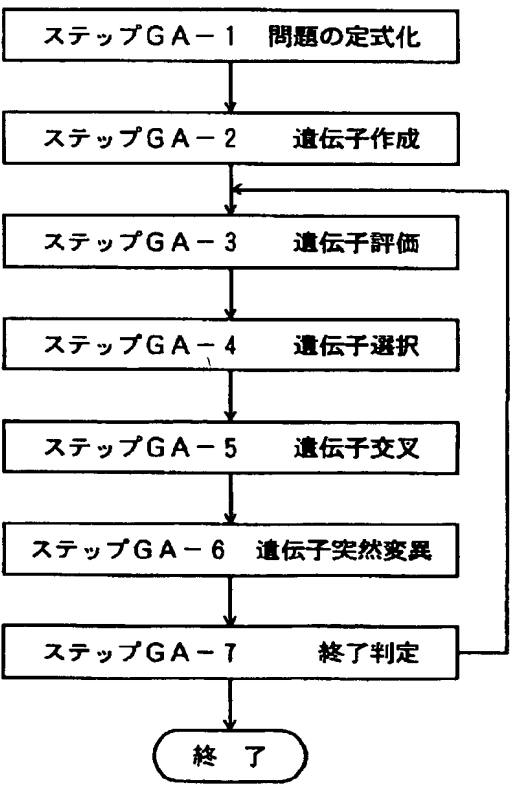 ステップGA－1 問題の定式化
ステップGA－2 遺伝子作成
ステップGA－3 遺伝子評価
ステップGA－4 遺伝子選択
ステップGA－5 遺伝子交叉
ステップGA－6 遺伝子突然変異
ステップGA－7 終了判定
終 了